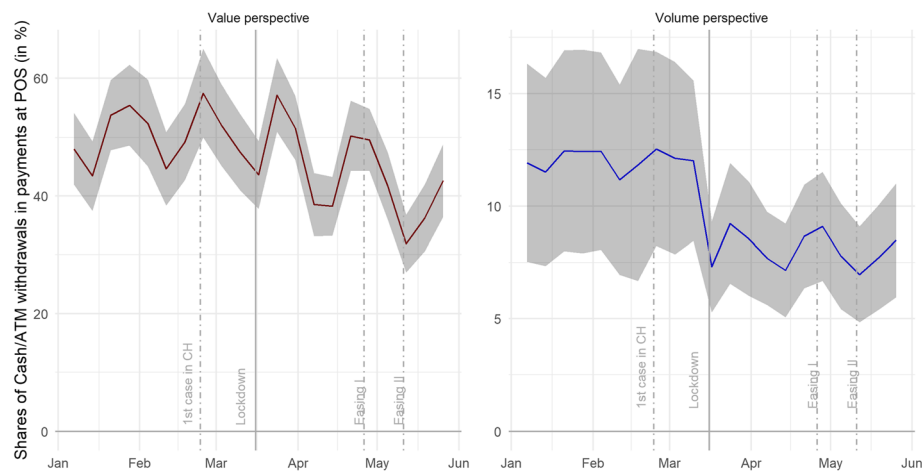 Value perspective
Volume perspective
Shares of Cash/ATM withdrawals in payments at POS (in %)
60
40
20
0
1st case in CH
Lockdown
Easing I
Easing II
Jan Feb Mar Apr May Jun
15
10
5
0
1st case in CH
Lockdown
Easing I
Easing II
Jan Feb Mar Apr May Jun